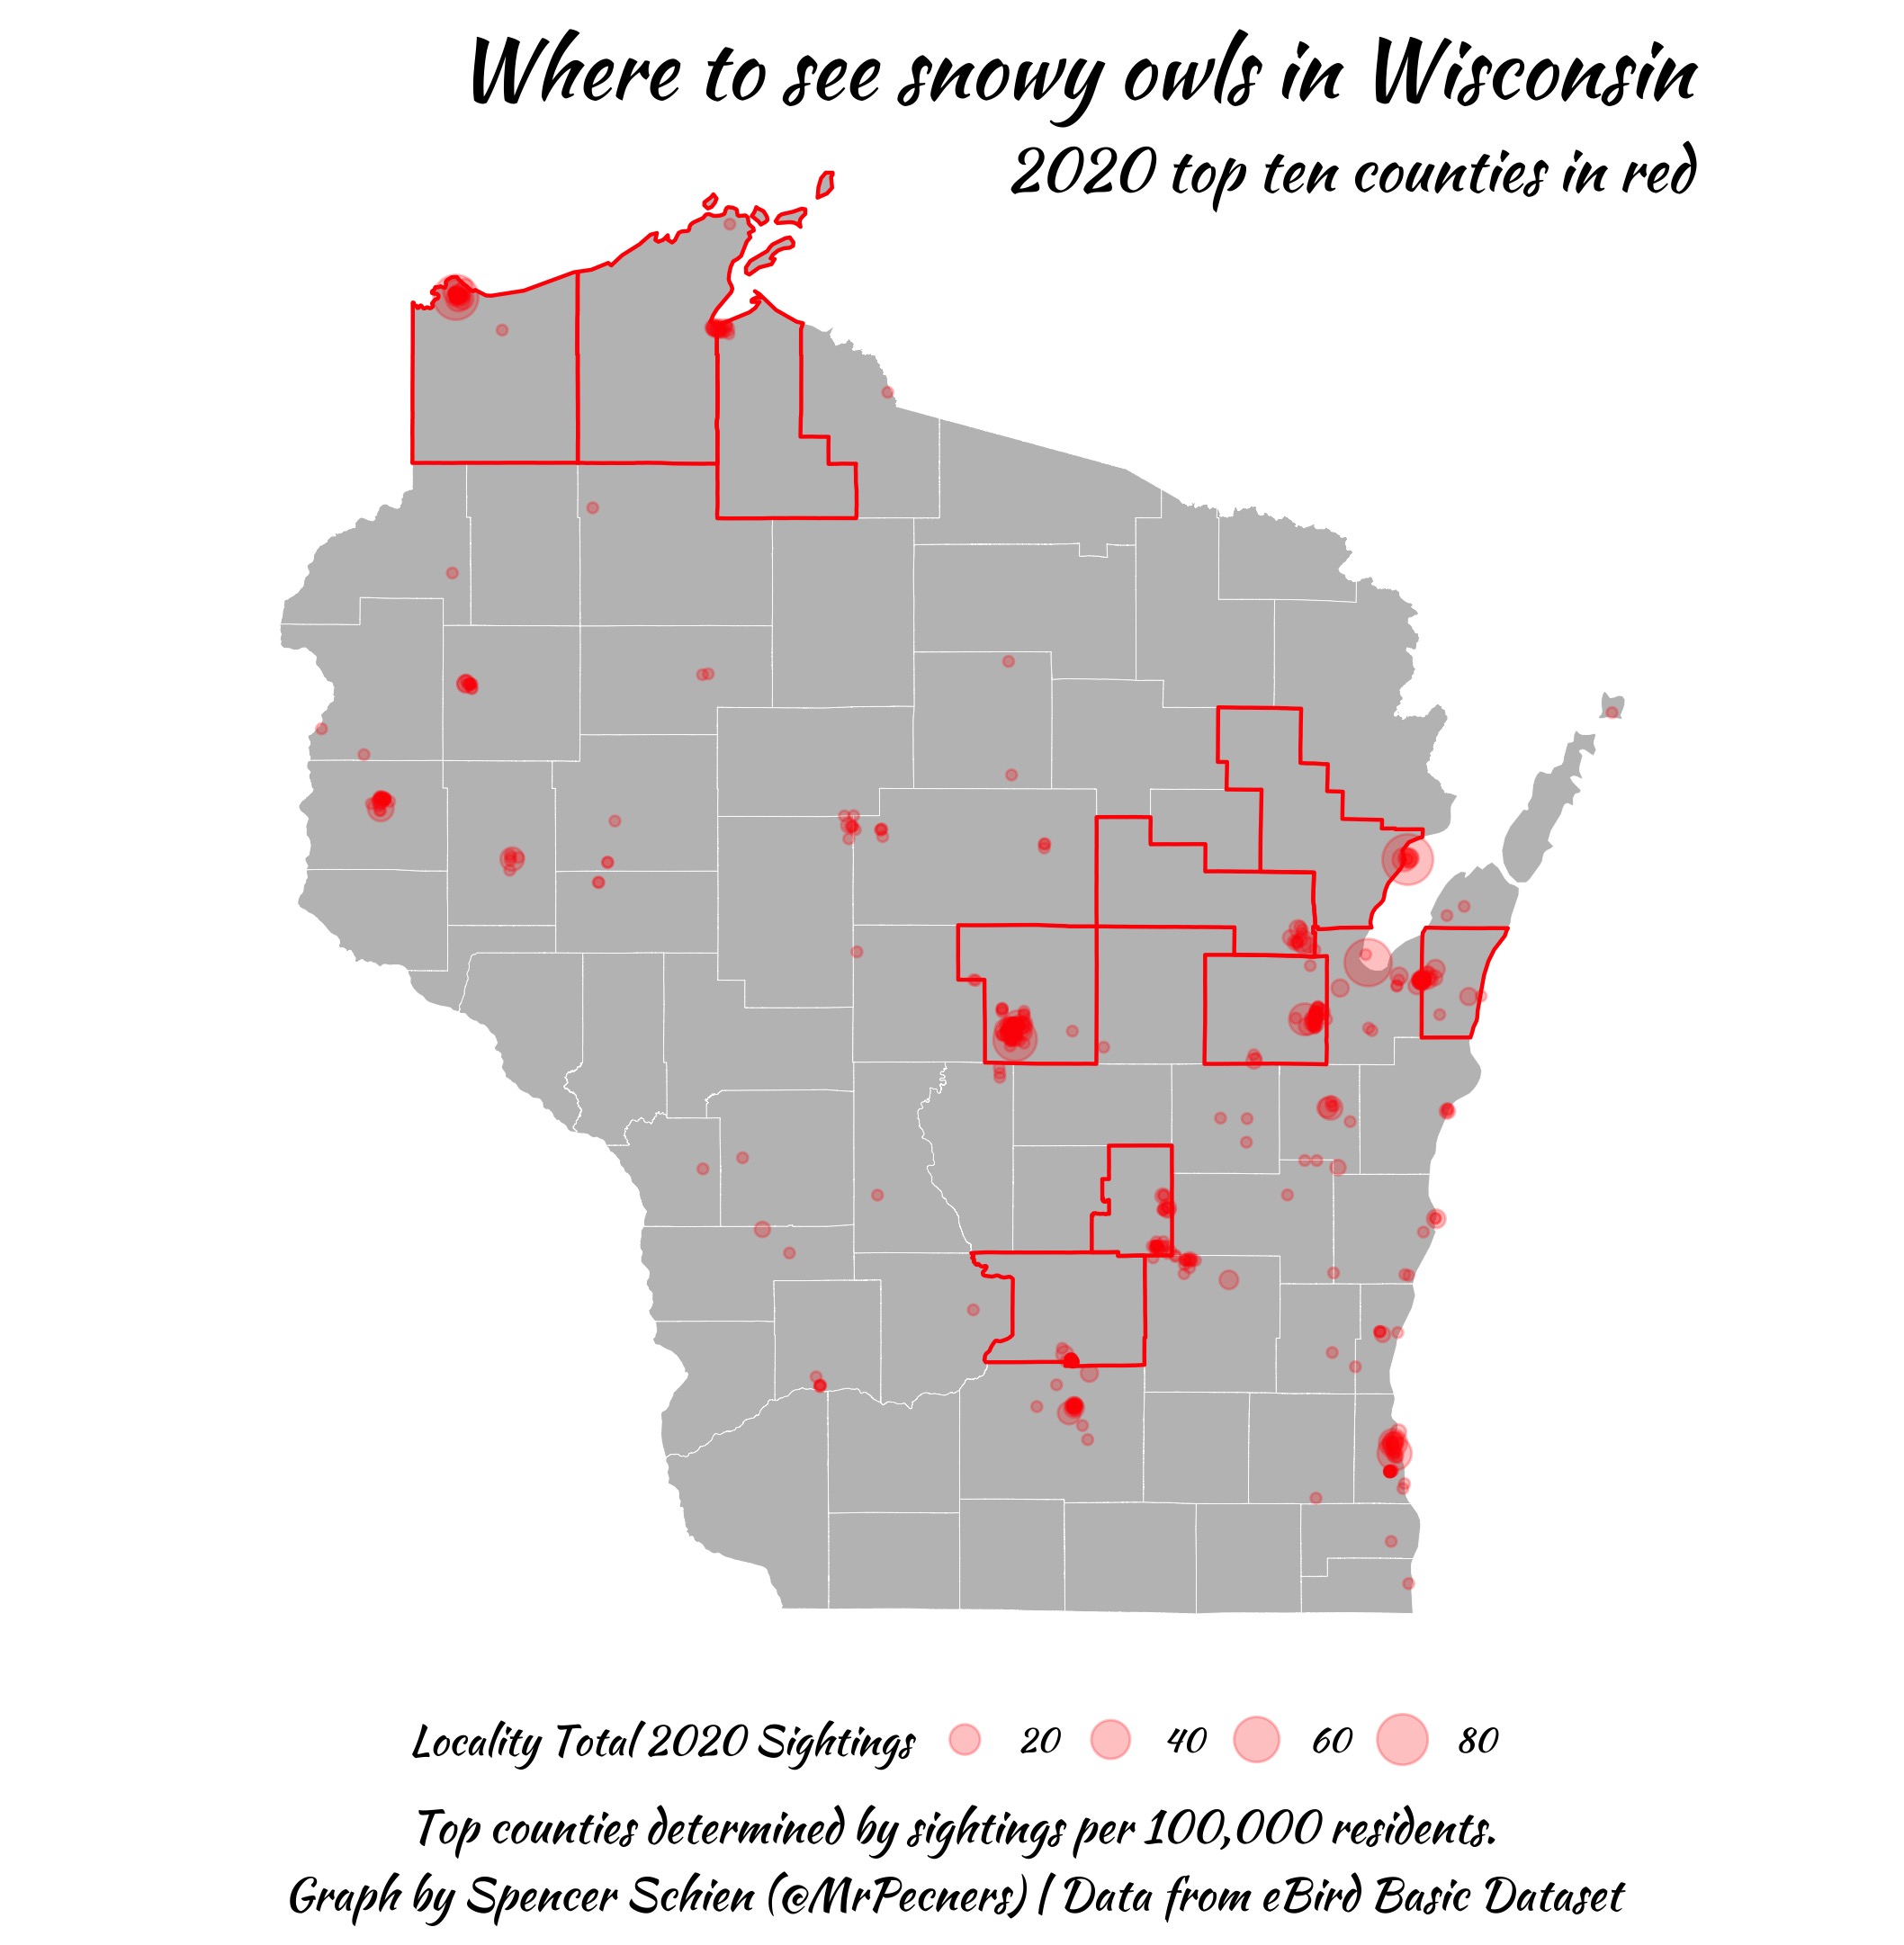 Where to see snowy owls in Wisconsin
2020 top ten counties in red
Locality Total 2020 Sightings 20 40 60 80
Top counties determined by sightings per 100,000 residents.
Graph by Spencer Schien (@MrPecners) | Data from eBird Basic Dataset